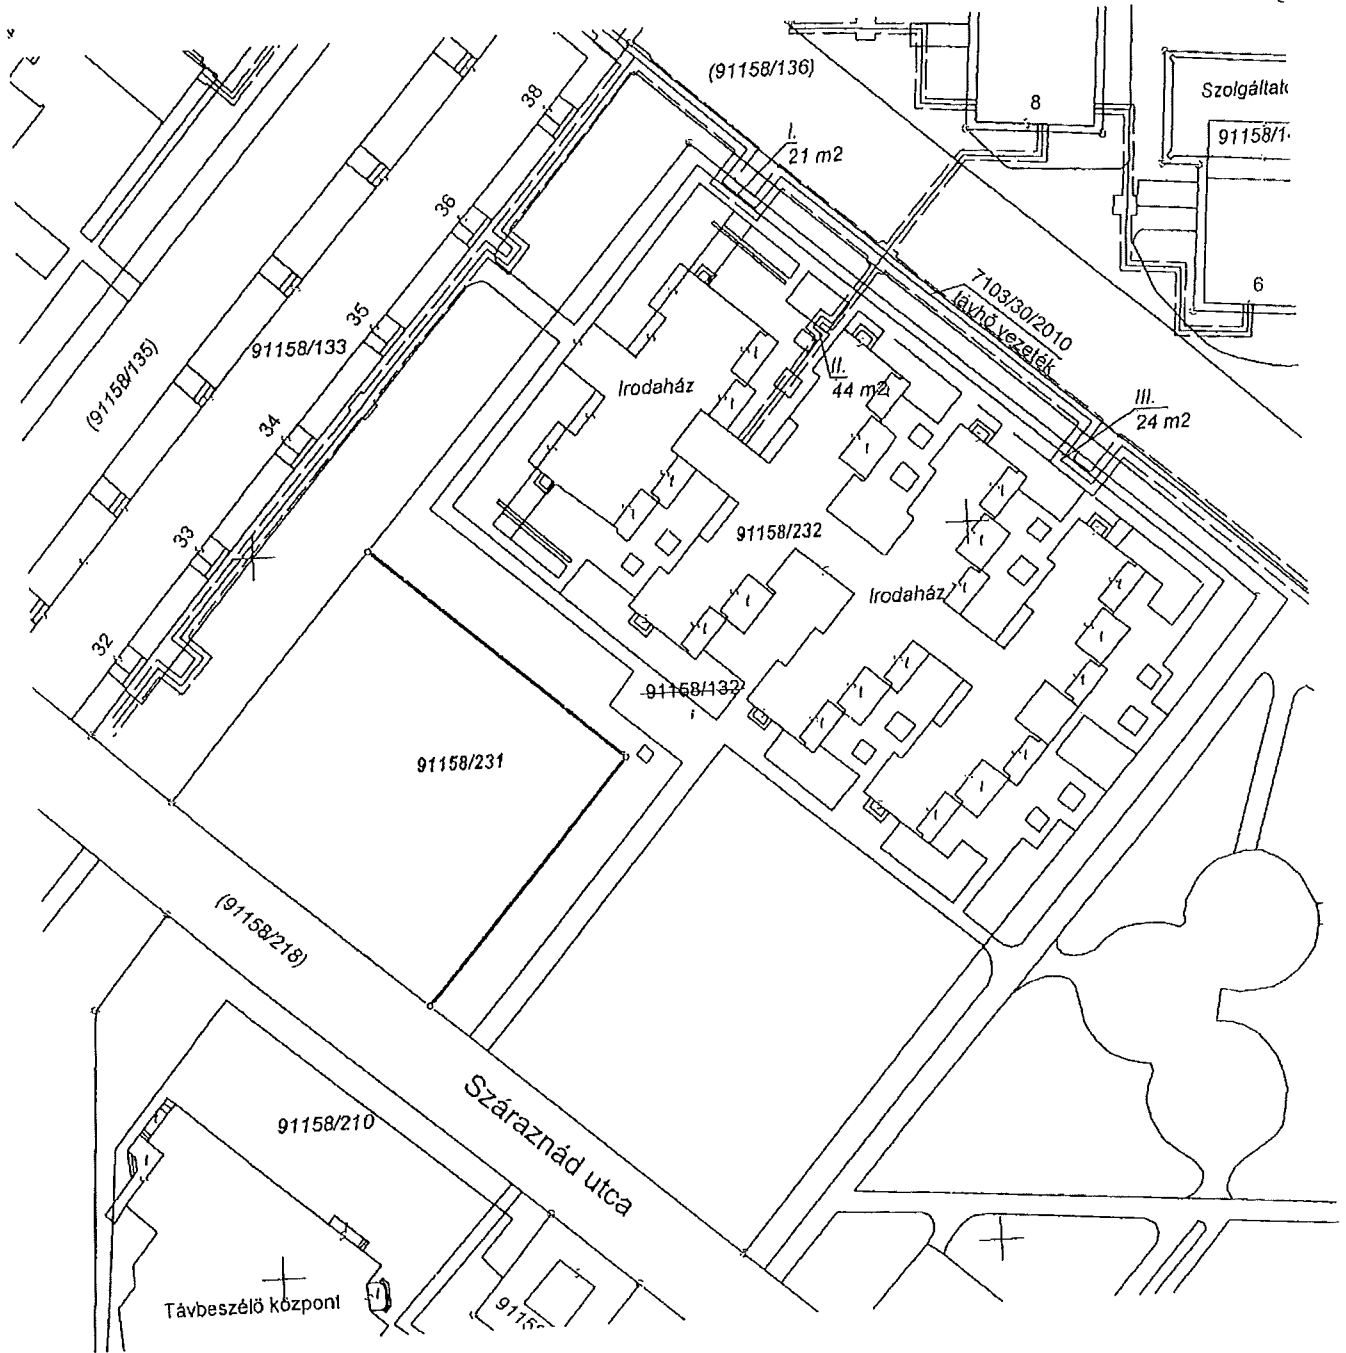 (91158/136)
8
Szolgáltató
91158/1
I.
21 m2
38
36
6
7103/30/2010
távhő vezeték
35
91158/133
(91158/135)
Irodaház
II.
44 m2
III.
24 m2
34
91158/232
33
Irodaház
32
91158/132
91158/231
(91158/218)
Száraznád utca
91158/210
Távbeszélő központ
9115